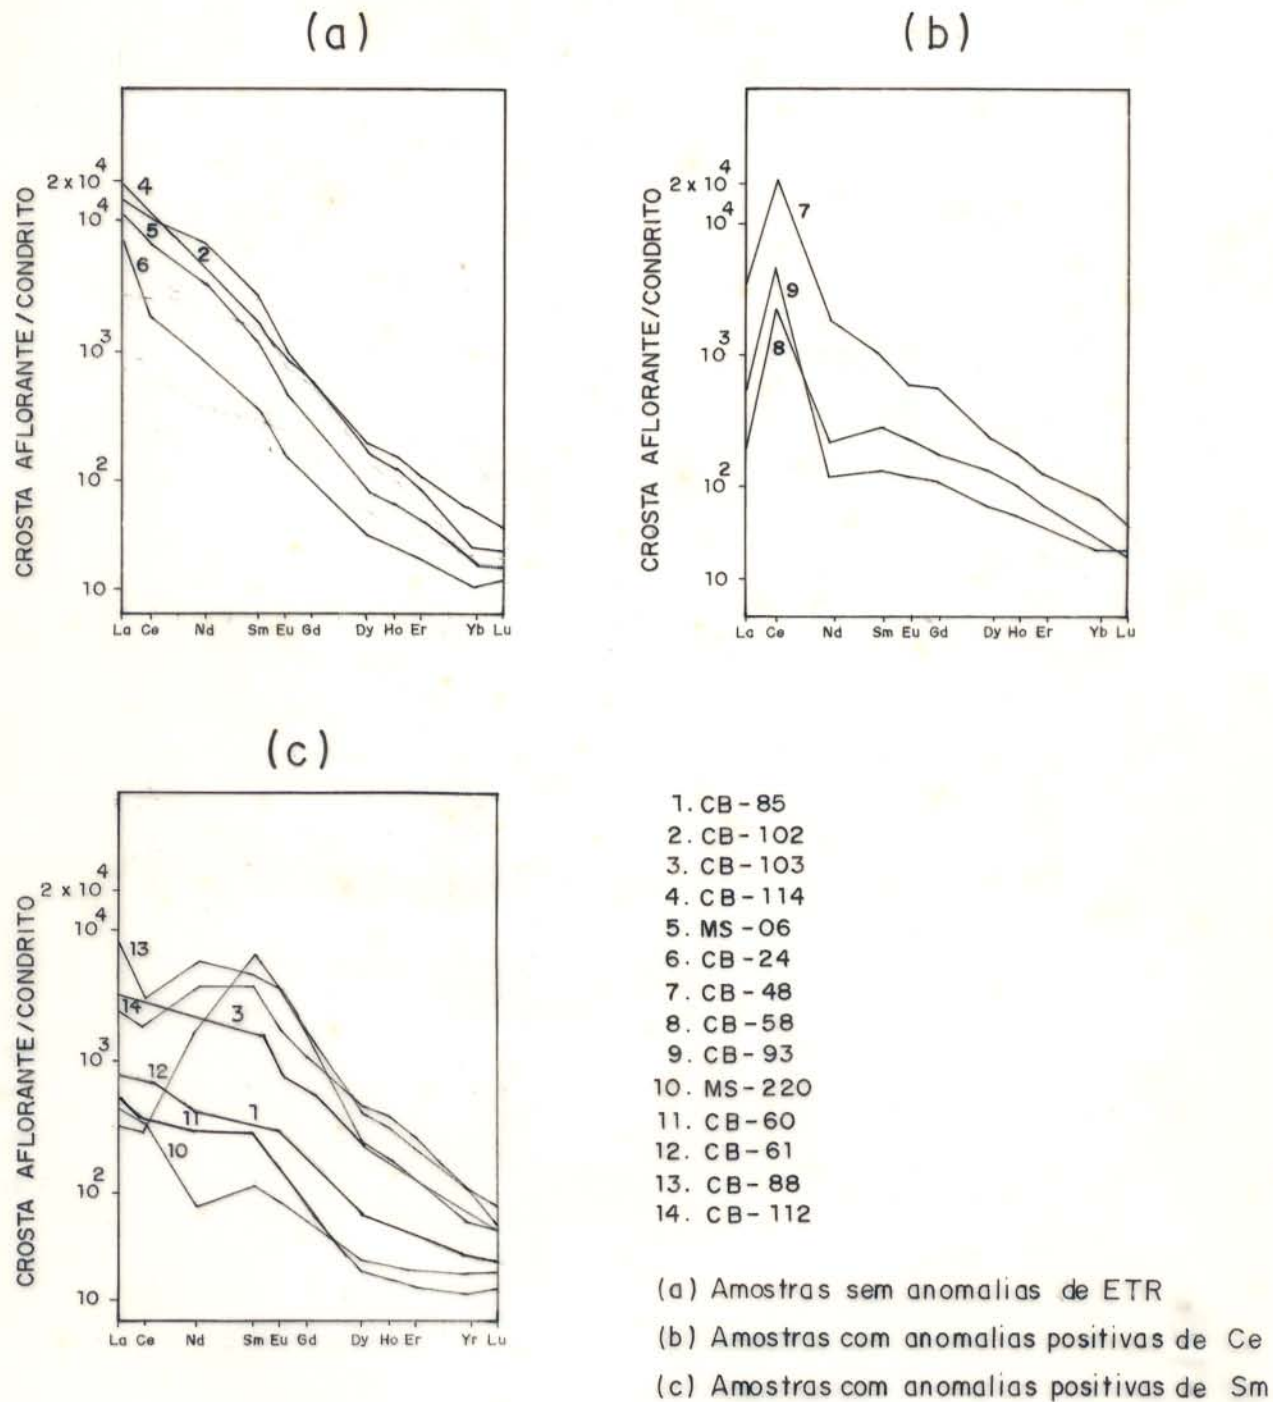 (a)
CROSTA AFLORANTE/CONDRITO
2 x 10^4
10^4
10^3
10^2
10
4
5
2
6
La Ce Nd Sm Eu Gd Dy Ho Er Yb Lu
(b)
CROSTA AFLORANTE/CONDRITO
2 x 10^4
10^4
10^3
10^2
10
7
9
8
La Ce Nd Sm Eu Gd Dy Ho Er Yb Lu
(c)
CROSTA AFLORANTE/CONDRITO
2 x 10^4
10^4
10^3
10^2
10
13
14
3
12
11
1
10
La Ce Nd Sm Eu Gd Dy Ho Er Yr Lu
1. CB-85
2. CB-102
3. CB-103
4. CB-114
5. MS-06
6. CB-24
7. CB-48
8. CB-58
9. CB-93
10. MS-220
11. CB-60
12. CB-61
13. CB-88
14. CB-112
(a) Amostras sem anomalias de ETR
(b) Amostras com anomalias positivas de Ce
(c) Amostras com anomalias positivas de Sm